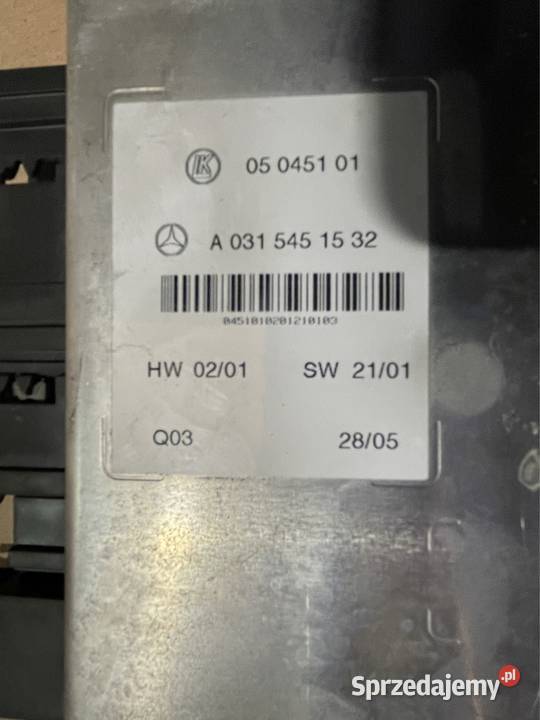 K
05 0451 01
A 031 545 15 32
0451010201210103
HW 02/01 SW 21/01
Q03 28/05
Sprzedajemy.pl